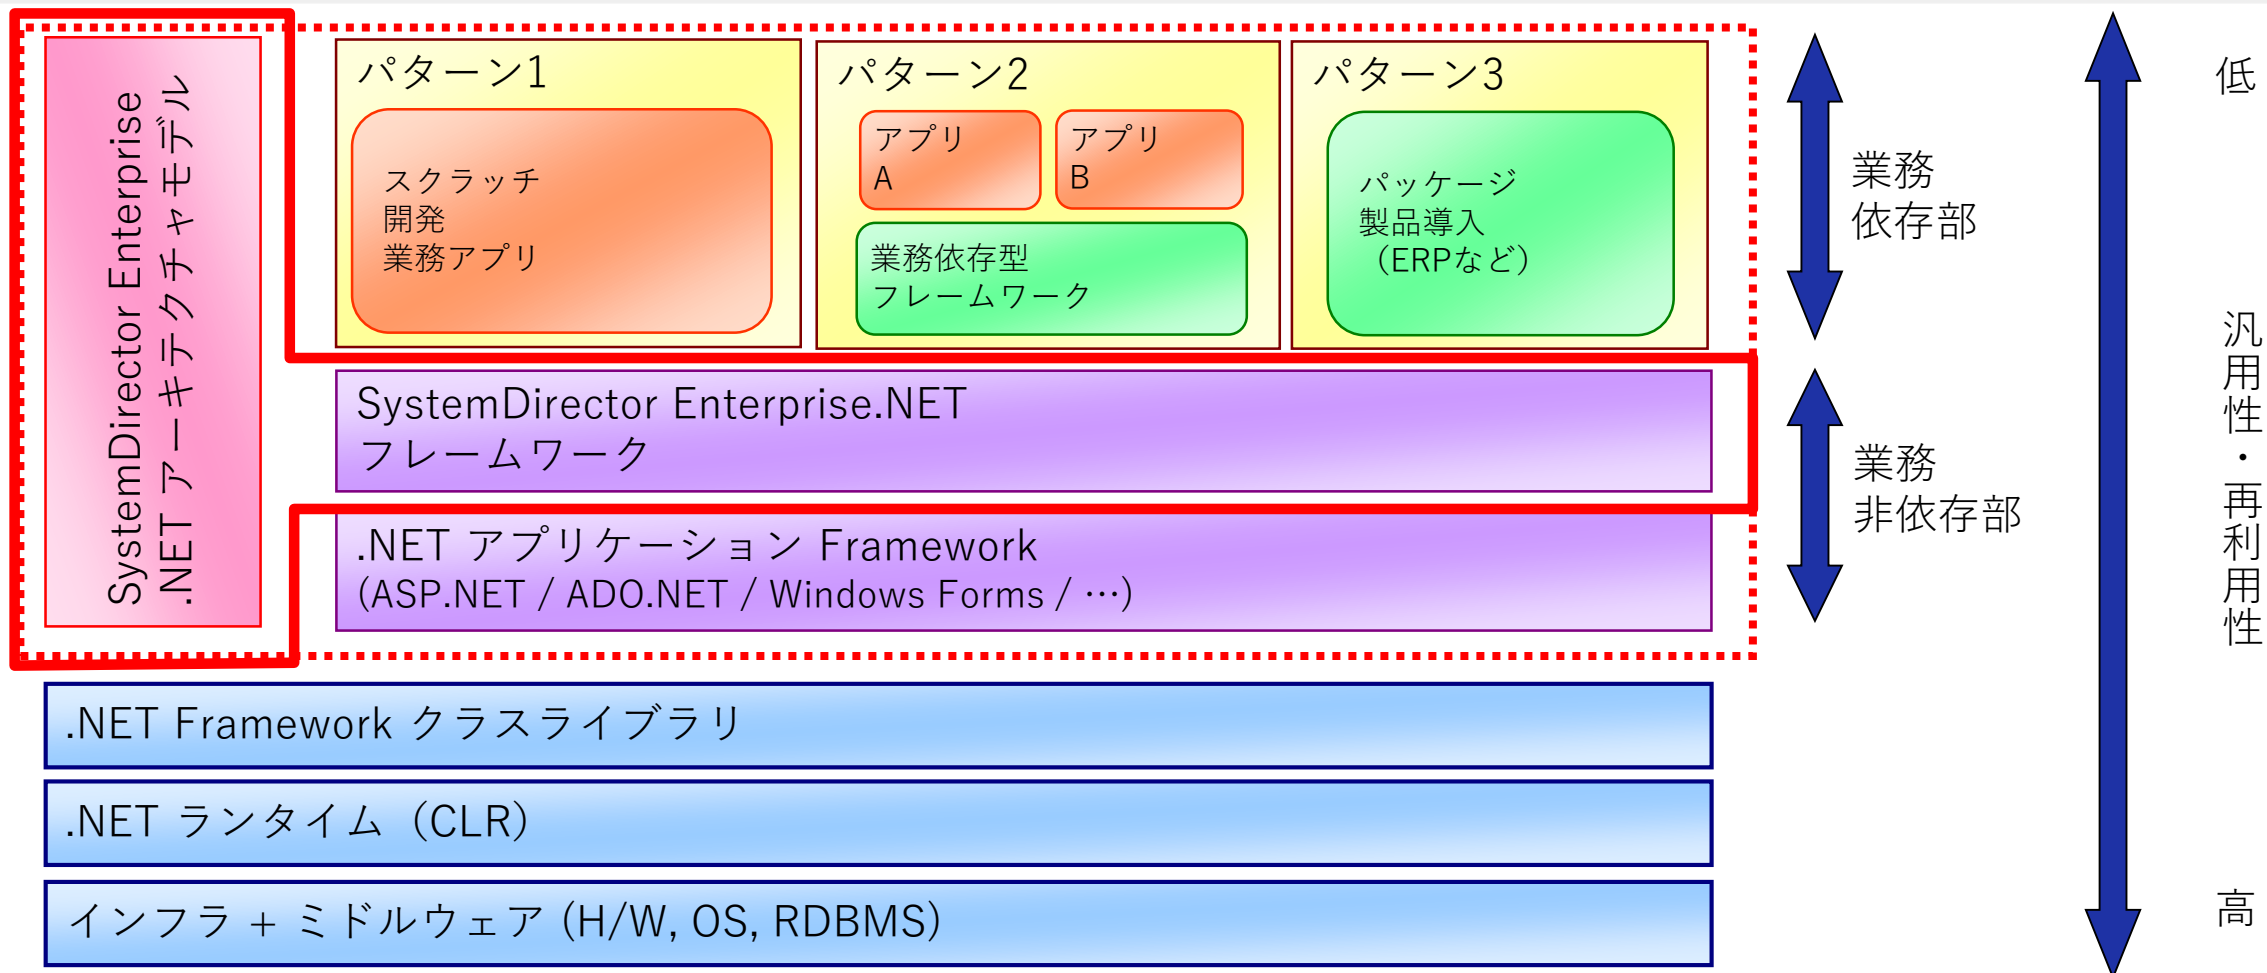 SystemDirector Enterprise
.NET アーキテクチャモデル
パターン1
スクラッチ
開発
業務アプリ
パターン2
アプリ
A
アプリ
B
業務依存型
フレームワーク
パターン3
パッケージ
製品導入
（ERPなど）
SystemDirector Enterprise.NET
フレームワーク
.NET アプリケーション Framework
(ASP.NET / ADO.NET / Windows Forms / …)
.NET Framework クラスライブラリ
.NET ランタイム（CLR）
インフラ + ミドルウェア (H/W, OS, RDBMS)
業務
依存部
業務
非依存部
低
汎用性・再利用性
高